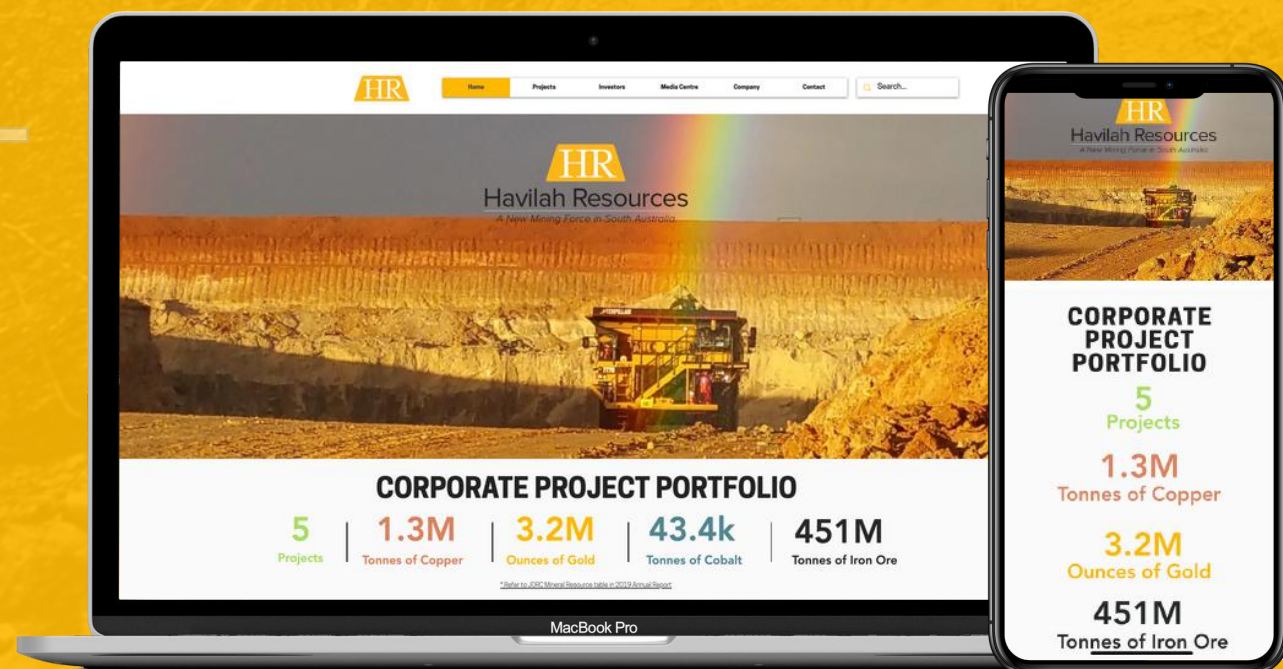 HR
Home Projects Investors Media Centre Company Contact Search...
HR
Havilah Resources
A New Mining Force in South Australia
CATERPILLAR
CORPORATE PROJECT PORTFOLIO
5 1.3M 3.2M 43.4k 451M
Projects Tonnes of Copper Ounces of Gold Tonnes of Cobalt Tonnes of Iron Ore
* Refer to JORC Mineral Resource table in 2019 Annual Report
MacBook Pro
HR
Havilah Resources
A New Mining Force in South Australia
CORPORATE
PROJECT
PORTFOLIO
5
Projects
1.3M
Tonnes of Copper
3.2M
Ounces of Gold
451M
Tonnes of Iron Ore